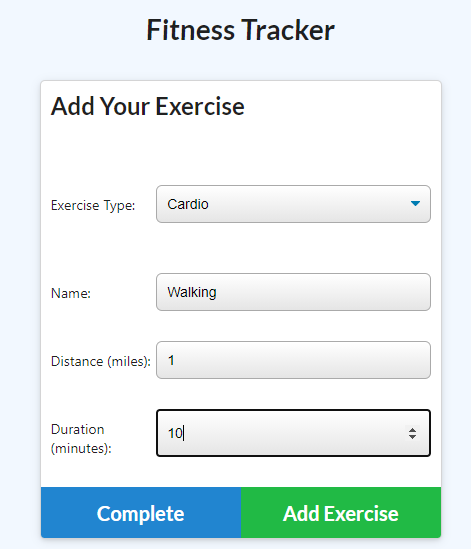 Fitness Tracker
Add Your Exercise
Exercise Type: Cardio
Name: Walking
Distance (miles): 1
Duration
(minutes): 10
Complete Add Exercise